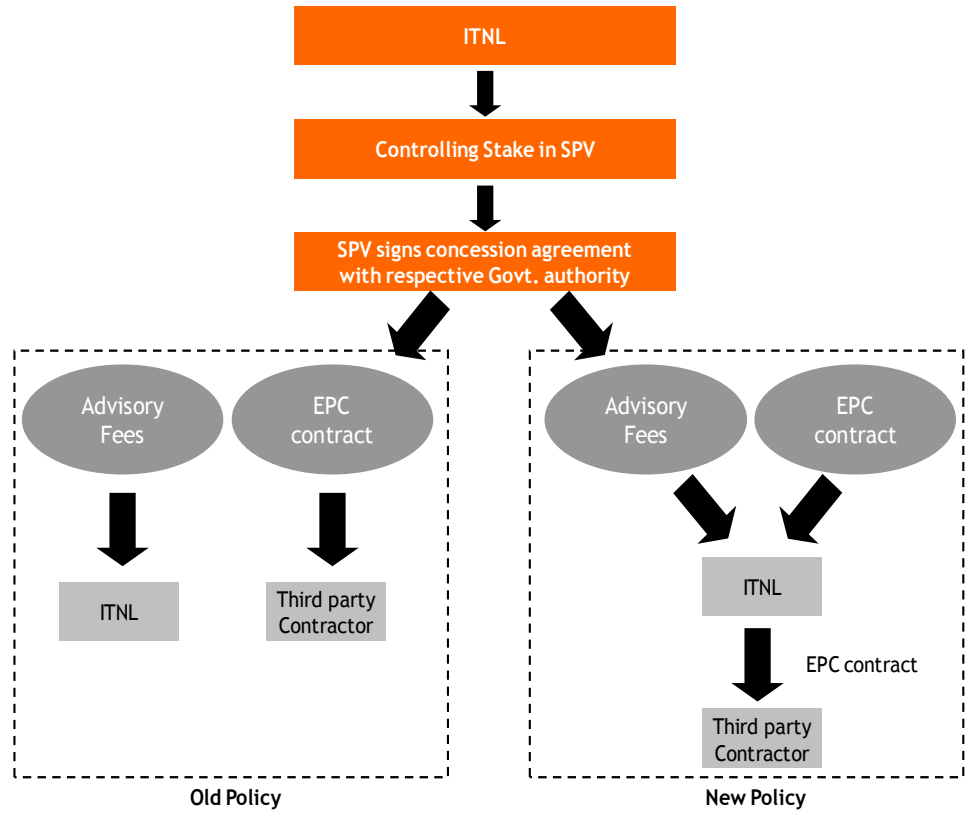 ITNL
Controlling Stake in SPV
SPV signs concession agreement
with respective Govt. authority
Advisory
Fees
EPC
contract
ITNL
Third party
Contractor
Old Policy
Advisory
Fees
EPC
contract
ITNL
EPC contract
Third party
Contractor
New Policy